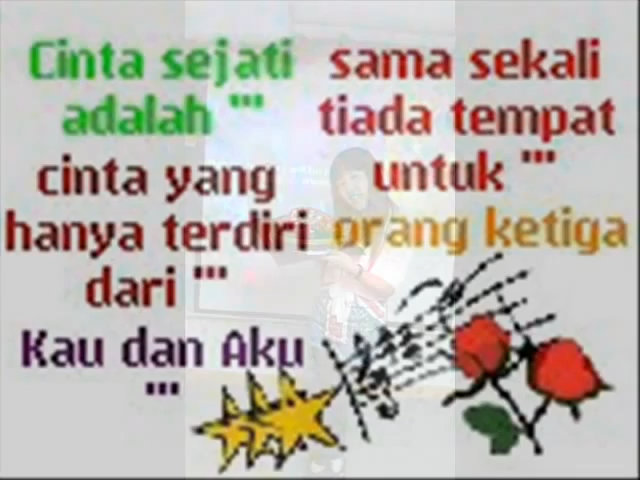 Cinta sejati
adalah '''
cinta yang
hanya terdiri
dari '''
Kau dan Aku
'''
sama sekali
tiada tempat
untuk '''
orang ketiga